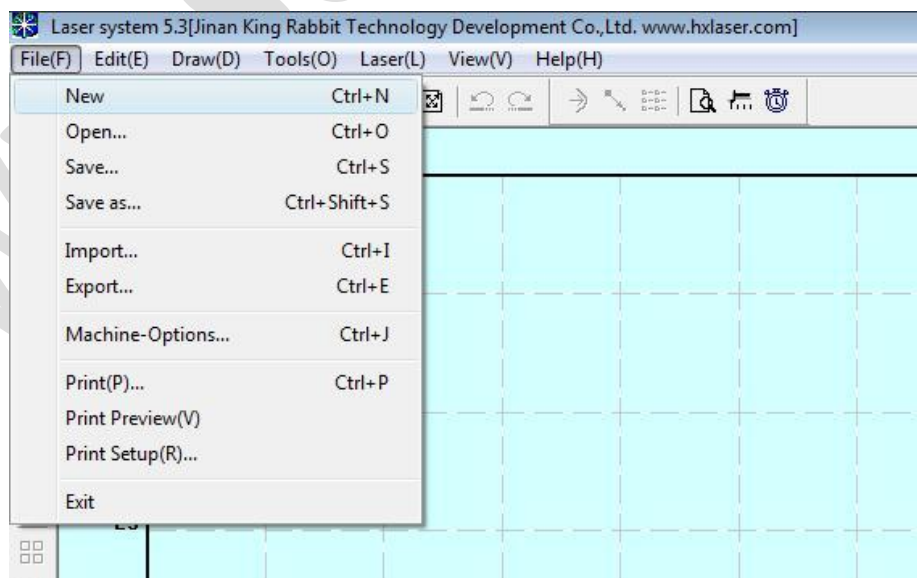 Laser system 5.3[Jinan King Rabbit Technology Development Co.,Ltd. www.hxlaser.com]
File(F) Edit(E) Draw(D) Tools(O) Laser(L) View(V) Help(H)
New Ctrl+N
Open... Ctrl+O
Save... Ctrl+S
Save as... Ctrl+Shift+S
Import... Ctrl+I
Export... Ctrl+E
Machine-Options... Ctrl+J
Print(P)... Ctrl+P
Print Preview(V)
Print Setup(R)...
Exit